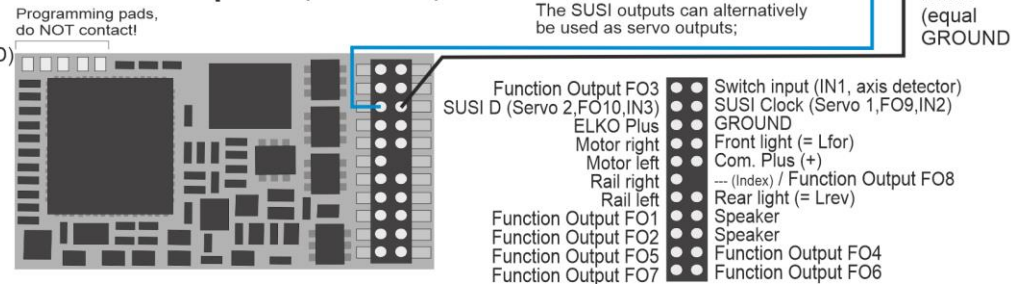 Programming pads,
do NOT contact!
The SUSI outputs can alternatively
be used as servo outputs;
(equal
GROUND
Function Output FO3
SUSI D (Servo 2,FO10,IN3)
ELKO Plus
Motor right
Motor left
Rail right
Rail left
Function Output FO1
Function Output FO2
Function Output FO5
Function Output FO7
Switch input (IN1, axis detector)
SUSI Clock (Servo 1,FO09,IN2)
GROUND
Front light (= Lfor)
Com. Plus (+)
--- (Index) / Function Output FO8
Rear light (= Lrev)
Speaker
Speaker
Function Output FO4
Function Output FO6